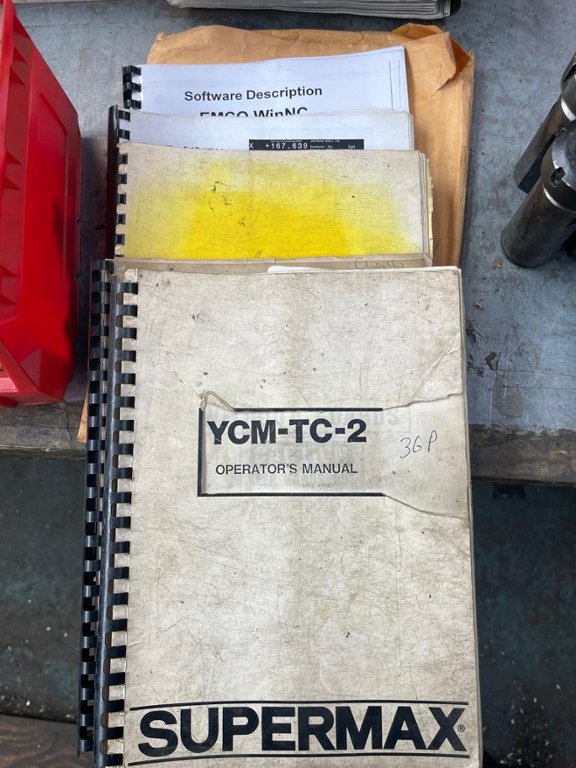 Software Description
EMCO WinNC
X +167.639
YCM-TC-2
OPERATOR'S MANUAL
36P
SUPERMAX®